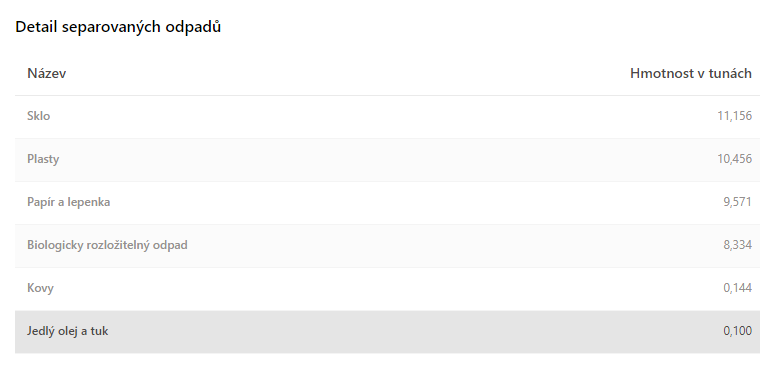 Detail separovaných odpadů
Název Hmotnost v tunách
Sklo 11,156
Plasty 10,456
Papír a lepenka 9,571
Biologicky rozložitelný odpad 8,334
Kovy 0,144
Jedlý olej a tuk 0,100